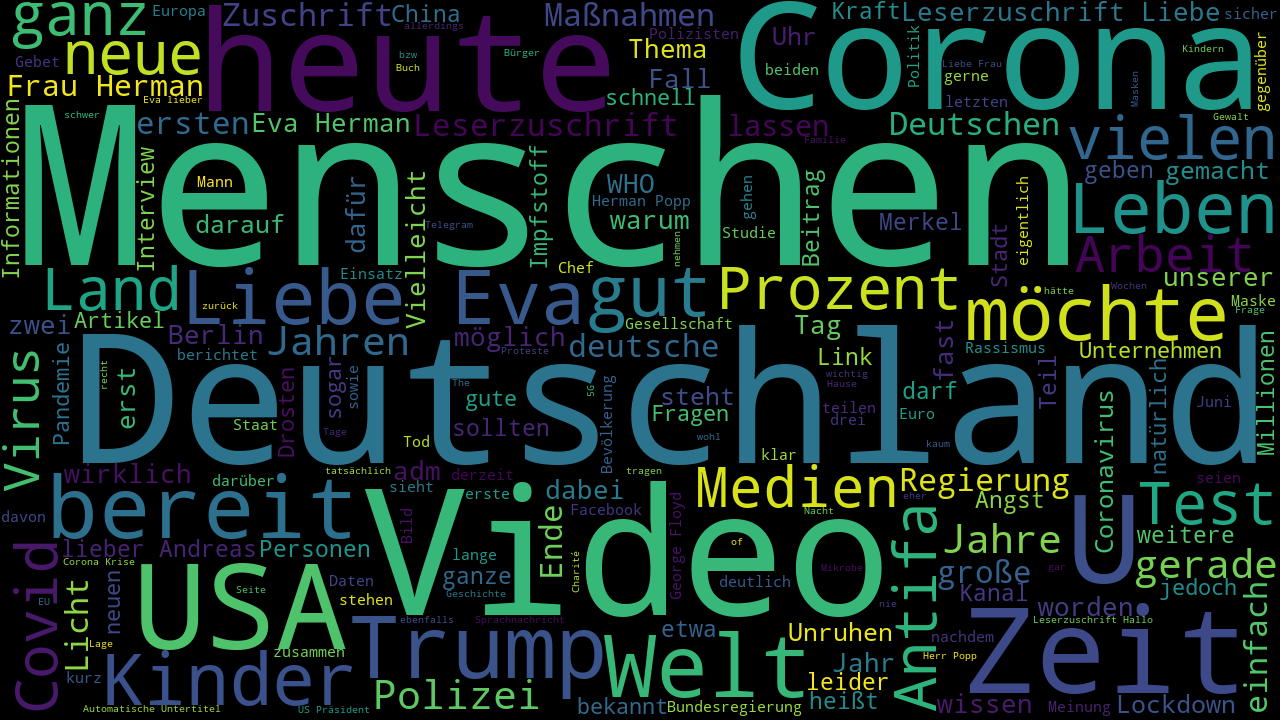 ganz
Europa
Zuschrift
China
allerdings
Maßnahmen
Kraft
Leserzuschrift Liebe
sicher
neue
Gebet
heute
bzw
Buch
Bürger
Polizisten
Thema
Uhr
Corona
Politik
Liebe Frau
Kindern
gegenüber
Frau Herman
Eva lieber
Fall
beiden
gerne
letzten
Masken
schwer
schnell
Informationen
ersten
Eva Herman
Leserzuschrift
lassen
Familie
Deutschen
Gewalt
vielen
Menschen
Interview
Mann
darauf
dafür
Vielleicht
Telegram
Impfstoff
WHO
Herman Popp
warum
nehmen
gehen
Studie
Beitrag
Merkel
eigentlich
Stadt
geben
gemacht
Leben
Arbeit
Land
zurück
Liebe
Einsatz
Eva
Chef
gut
Prozent
möchte
hätte
Wochen
unserer
Maske
Frage
zwei
Artikel
Berlin
berichtet
Jahren
möglich
Proteste
Gesellschaft
deutsche
Tag
Link
fast
Rassismus
Unternehmen
Virus
Pandemie
erst
recht
Deutschland
Staat
Drosten
Tage
sogar
sowie
The
gute
sollten
5G
Bevölkerung
steht
Fragen
wohl
wichtig
Hause
teilen
drei
darf
Euro
kaum
Teil
Coronavirus
natürlich
Juni
Millionen
wirklich
darüber
tatsächlich
Tod
adm
derzeit
tragen
klar
davon
bereit
sieht
erste
dabei
Facebook
Medien
Regierung
eher
Angst
Test
seien
weitere
Covid
lieber Andreas
Personen
Bild
Video
lange
Ende
Charité
George Floyd
of
Nacht
deutlich
Mikrobe
Antifa
Jahre
U
gerade
Corona Krise
EU
Licht
neuen
USA
Seite
Daten
stehen
ganze
Geschichte
nie
große
Kanal
gar
jedoch
Lage
zusammen
ebenfalls
Sprachnachricht
Trump
etwa
Welt
Unruhen
nachdem
worden
Leserzuschrift Hallo
Zeit
einfach
kurz
Kinder
Polizei
Jahr
leider
heißt
Herr Popp
wissen
Meinung
Lockdown
Automatische Untertitel
US Präsident
bekannt
Bundesregierung